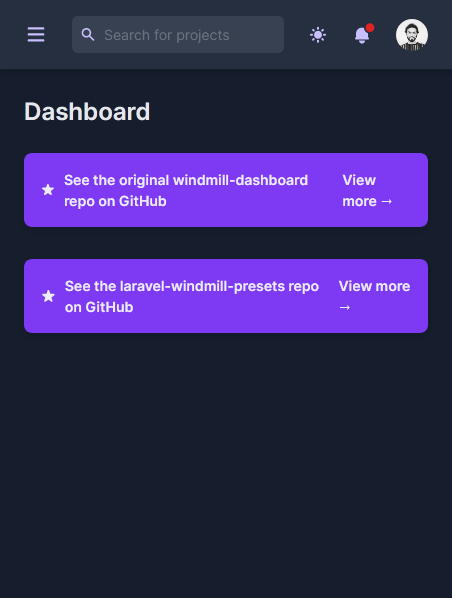 Search for projects
Dashboard
See the original windmill-dashboard
repo on GitHub
View
more →
See the laravel-windmill-presets repo
on GitHub
View more
→